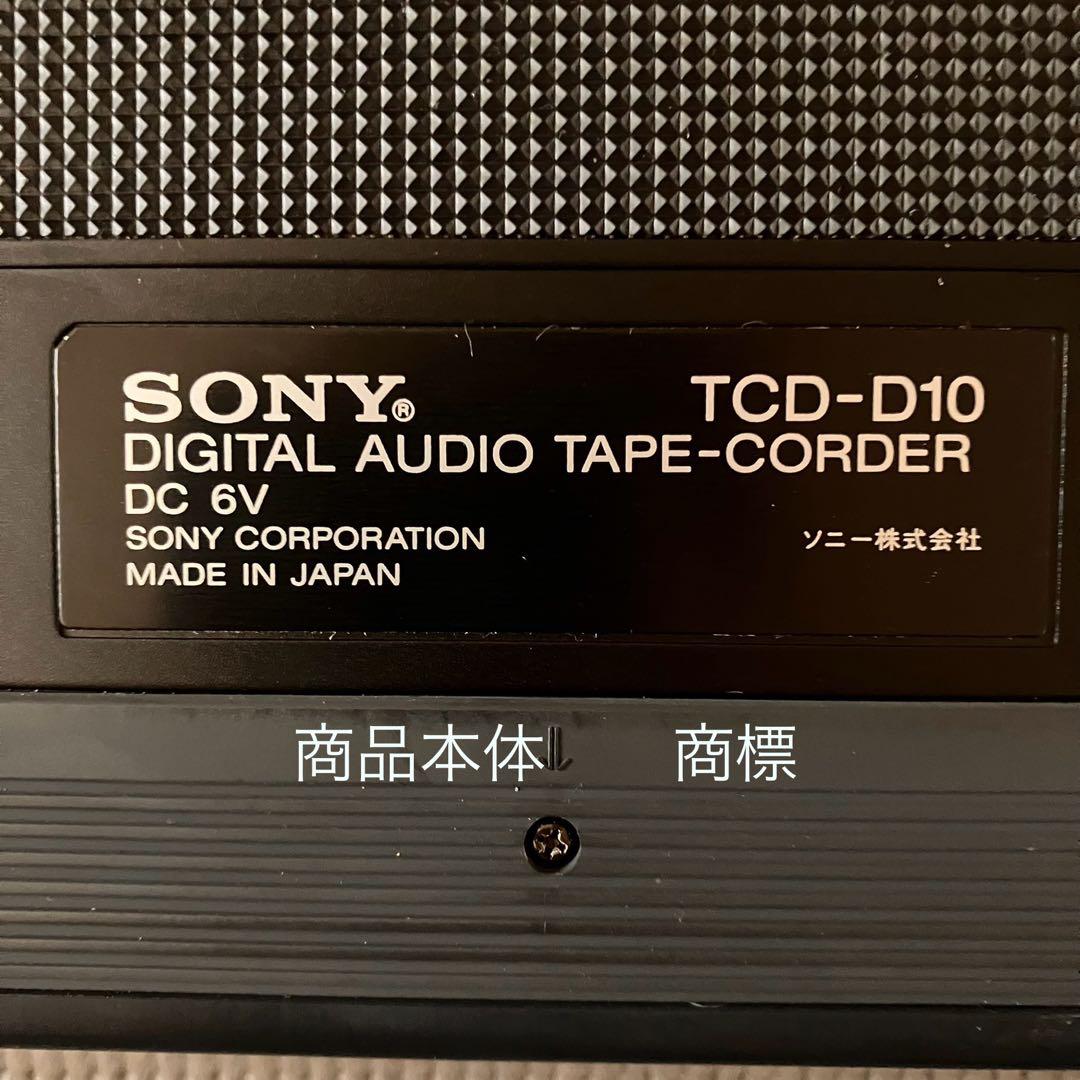 SONY® TCD-D10
DIGITAL AUDIO TAPE-CORDER
DC 6V
SONY CORPORATION ソニー株式会社
MADE IN JAPAN
商品本体 商標